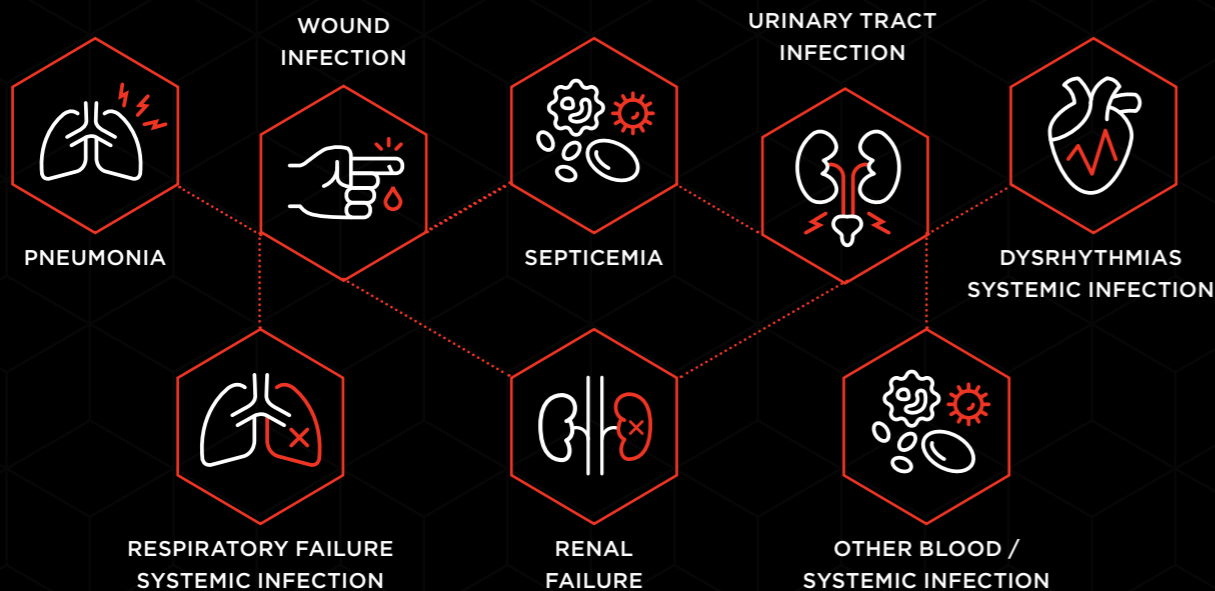 WOUND
INFECTION
URINARY TRACT
INFECTION
PNEUMONIA
SEPTICEMIA
DYSRHYTHMIAS
SYSTEMIC INFECTION
RESPIRATORY FAILURE
SYSTEMIC INFECTION
RENAL
FAILURE
OTHER BLOOD /
SYSTEMIC INFECTION